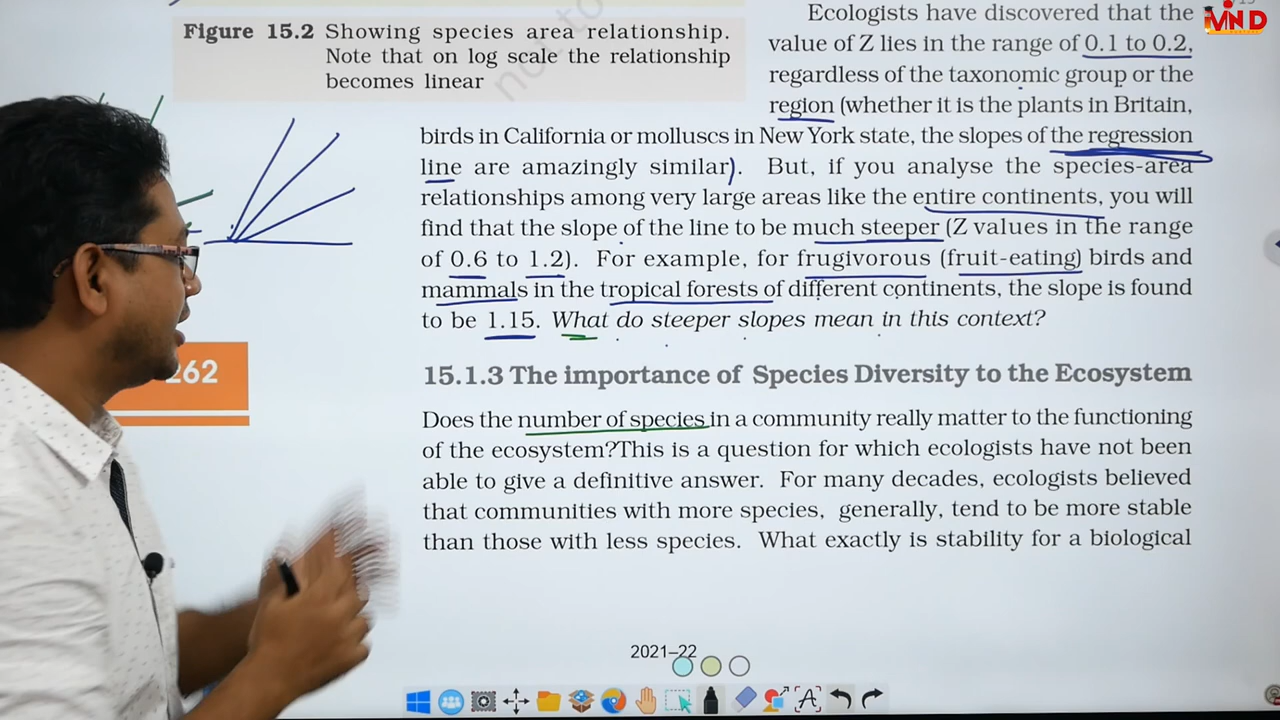 MIND
Figure 15.2 Showing species area relationship.
Note that on log scale the relationship
becomes linear
Ecologists have discovered that the
value of Z lies in the range of 0.1 to 0.2,
regardless of the taxonomic group or the
region (whether it is the plants in Britain,
birds in California or molluscs in New York state, the slopes of the regression
line are amazingly similar). But, if you analyse the species-area
relationships among very large areas like the entire continents, you will
find that the slope of the line to be much steeper (Z values in the range
of 0.6 to 1.2). For example, for frugivorous (fruit-eating) birds and
mammals in the tropical forests of different continents, the slope is found
to be 1.15. What do steeper slopes mean in this context?
262
15.1.3 The importance of Species Diversity to the Ecosystem
Does the number of species in a community really matter to the functioning
of the ecosystem?This is a question for which ecologists have not been
able to give a definitive answer. For many decades, ecologists believed
that communities with more species, generally, tend to be more stable
than those with less species. What exactly is stability for a biological
2021–22